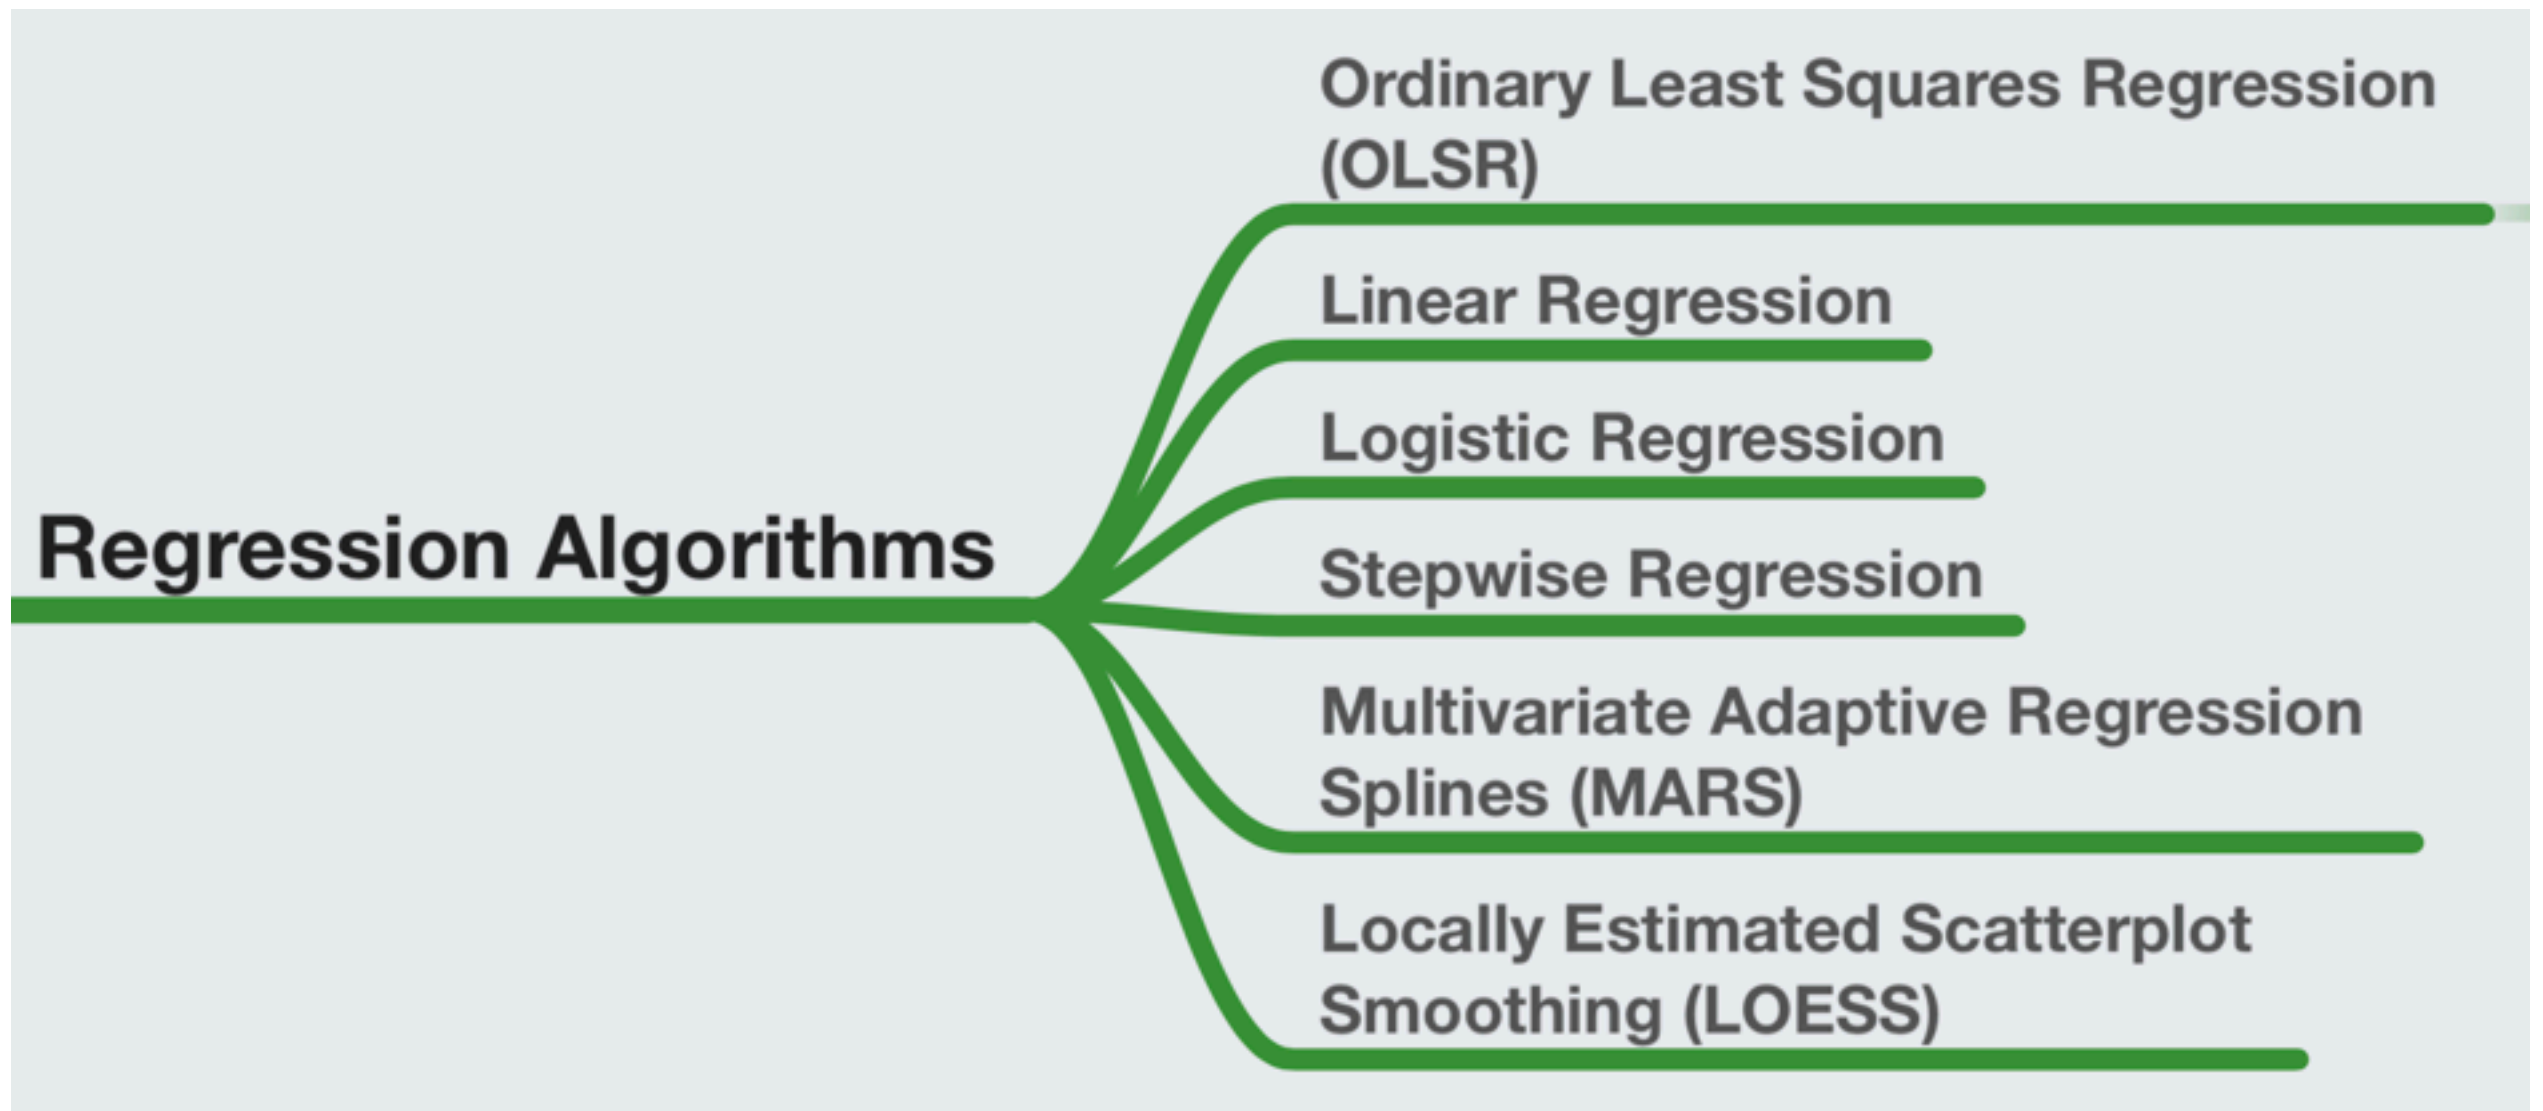 Ordinary Least Squares Regression
(OLSR)
Linear Regression
Logistic Regression
Regression Algorithms
Stepwise Regression
Multivariate Adaptive Regression
Splines (MARS)
Locally Estimated Scatterplot
Smoothing (LOESS)